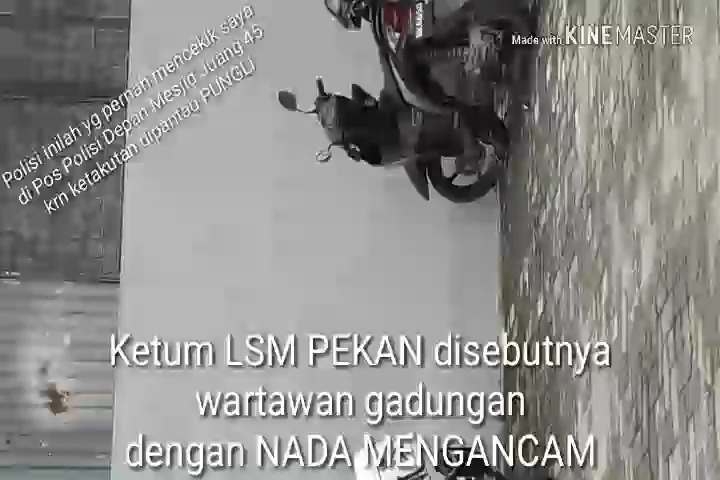 Polisi inilah yg pernah mencekik saya
di Pos Polisi Depan Mesjid Juang 45
krn ketakutan dipantau PUNGLI
Made with KINEMASTER
Ketum LSM PEKAN disebutnya
wartawan gadungan
dengan NADA MENGANCAM